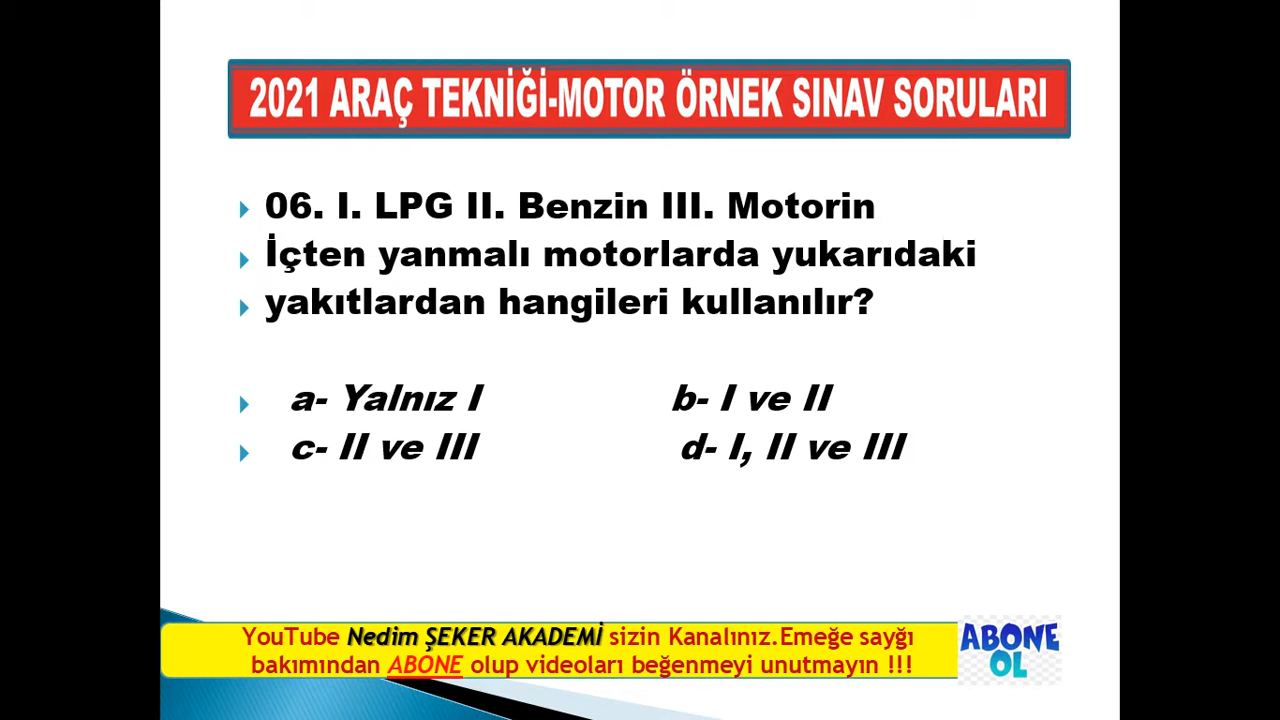 2021 ARAÇ TEKNİĞİ-MOTOR ÖRNEK SINAV SORULARI
06. I. LPG II. Benzin III. Motorin
İçten yanmalı motorlarda yukarıdaki
yakıtlardan hangileri kullanılır?
a- Yalnız I b- I ve II
c- II ve III d- I, II ve III
YouTube Nedim ŞEKER AKADEMİ sizin Kanalınız.Emeğe sayğı
bakımından ABONE olup videoları beğenmeyi unutmayın !!!
ABONE
OL